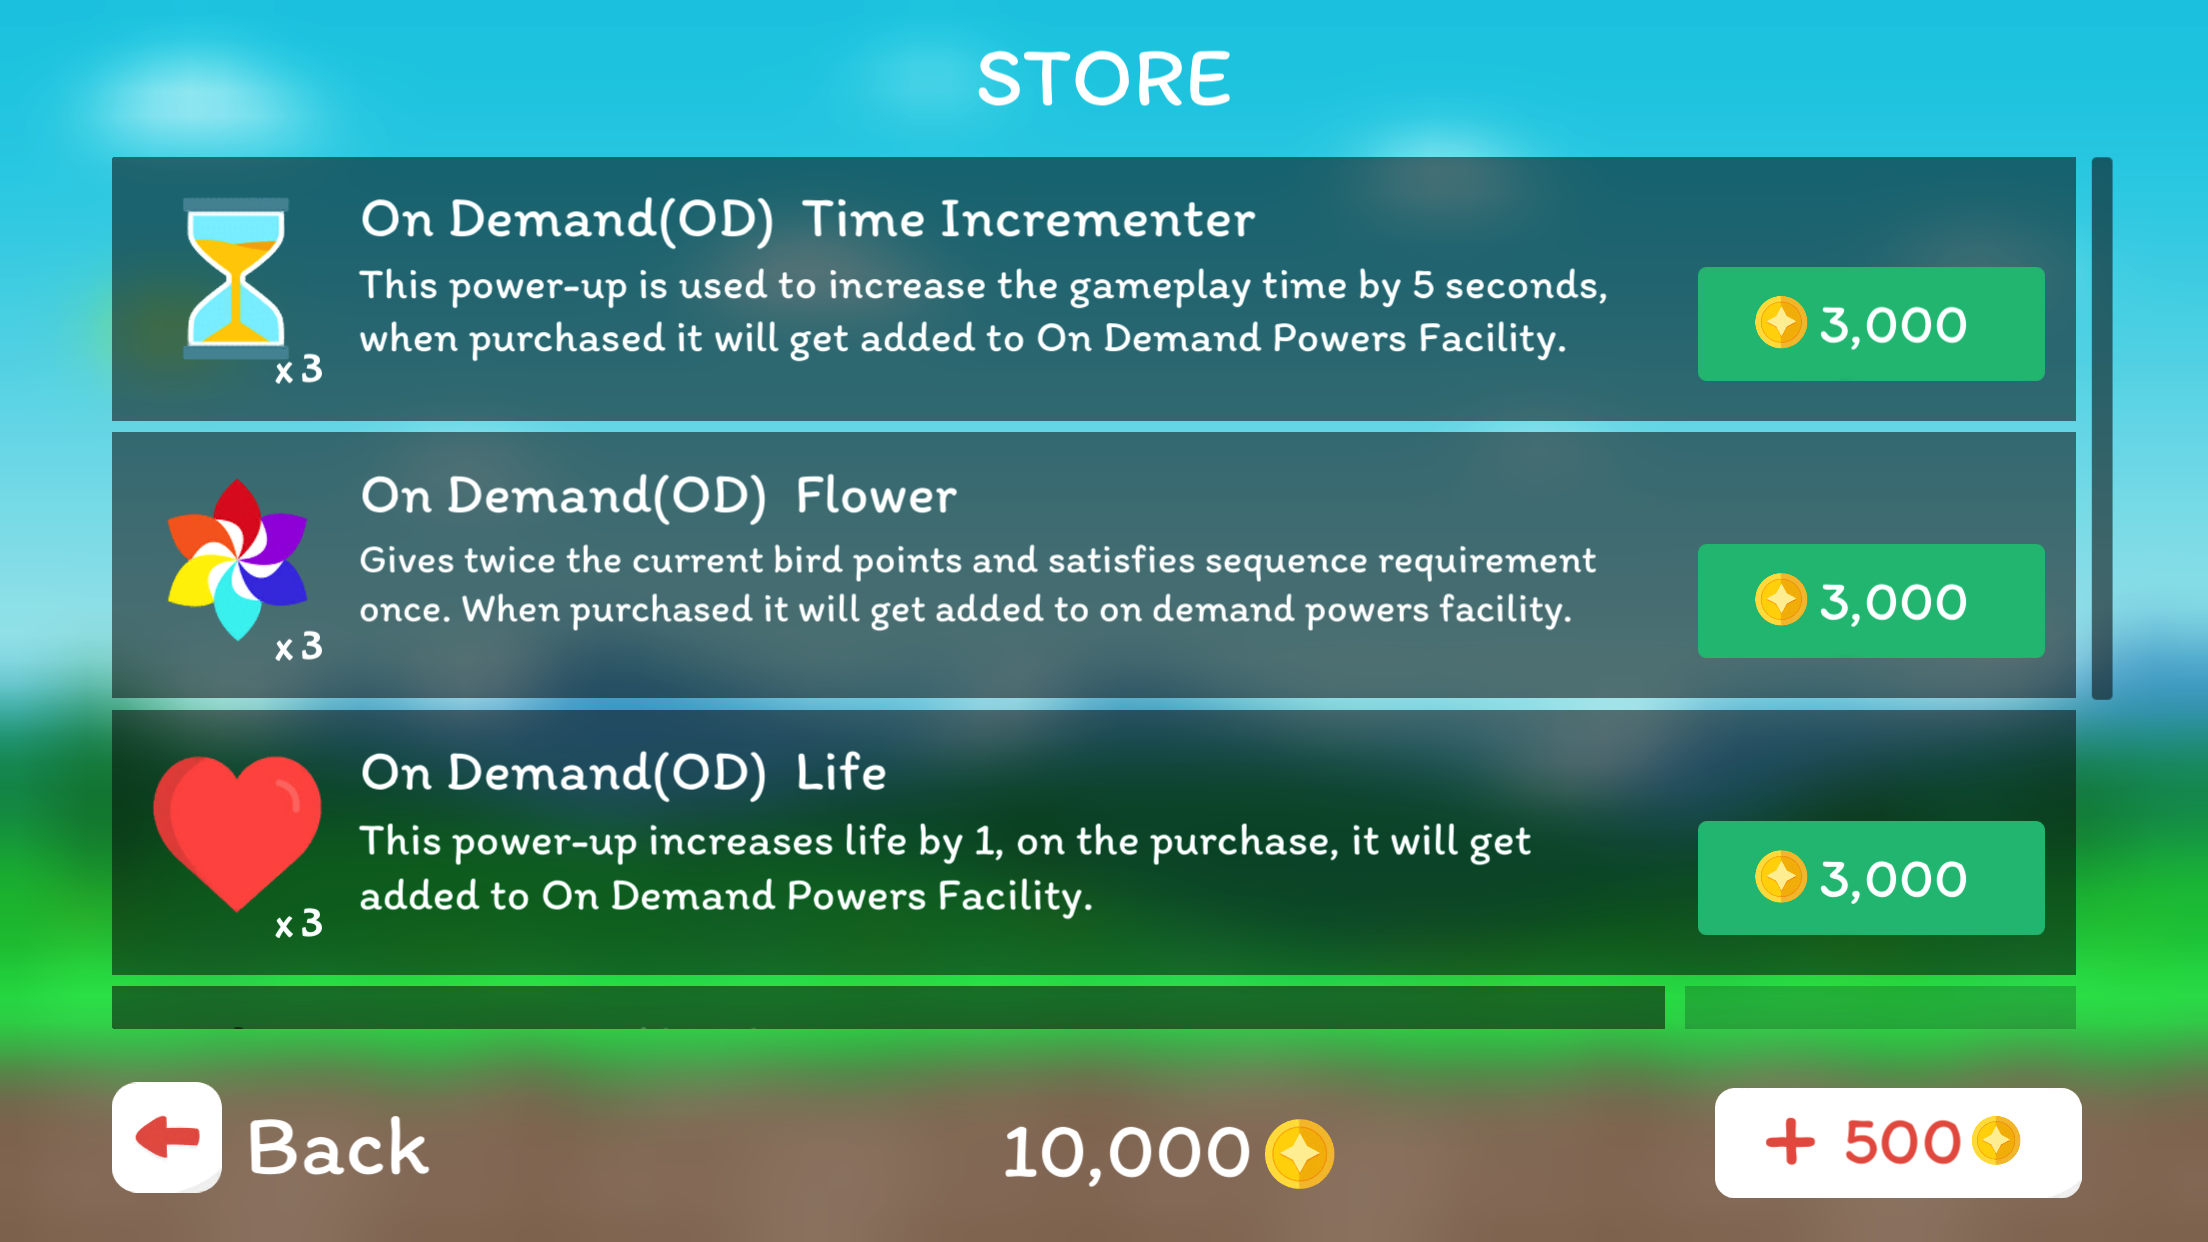 STORE
On Demand(OD) Time Incrementer
This power-up is used to increase the gameplay time by 5 seconds,
when purchased it will get added to On Demand Powers Facility.
x3
3,000
On Demand(OD) Flower
Gives twice the current bird points and satisfies sequence requirement
once. When purchased it will get added to on demand powers facility.
x3
3,000
On Demand(OD) Life
This power-up increases life by 1, on the purchase, it will get
added to On Demand Powers Facility.
x3
3,000
Back
10,000
+ 500